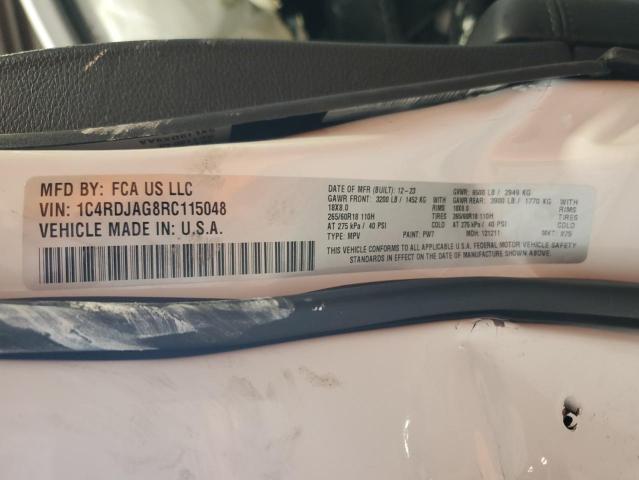 MFD BY: FCA US LLC
VIN: 1C4RDJAG8RC115048
VEHICLE MADE IN: U.S.A.
DATE OF MFR (BUILT): 12-23 GVWR: 6500 LB / 2949 KG
GAWR FRONT: 3200 LB / 1452 KG WITH GAWR REAR: 3900 LB / 1770 KG WITH
18X8.0 RIMS 18X8.0 RIMS
265/60R18 110H TIRES 265/60R18 110H TIRES
AT 275 kPa / 40 PSI COLD AT 275 kPa / 40 PSI COLD
TYPE: MPV PAINT: PW7 MDH: 121211
THIS VEHICLE CONFORMS TO ALL APPLICABLE U.S.A. FEDERAL MOTOR VEHICLE SAFETY
STANDARDS IN EFFECT ON THE DATE OF MANUFACTURE SHOWN ABOVE.